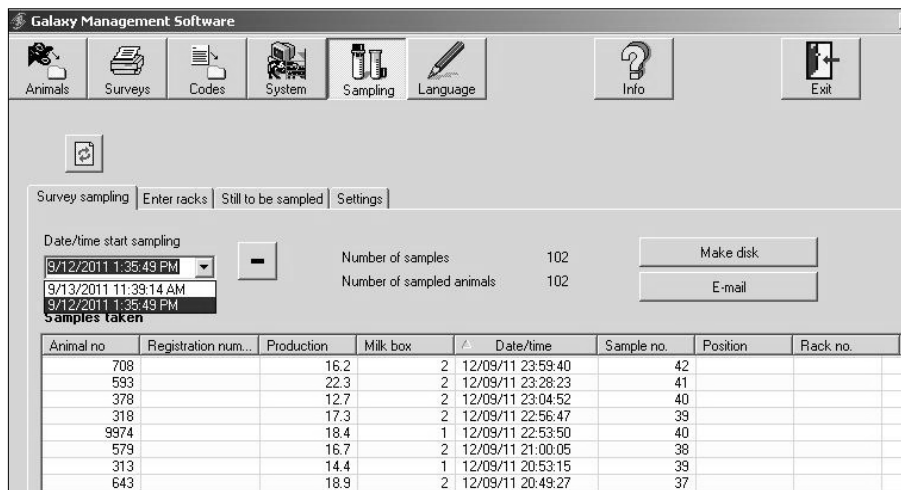 Galaxy Management Software
Animals Surveys Codes System Sampling Language Info Exit
Survey sampling Enter racks Still to be sampled Settings
Date/time start sampling
9/12/2011 1:35:49 PM
9/13/2011 11:39:14 AM
9/12/2011 1:35:49 PM
Number of samples 102
Number of sampled animals 102
Make disk
E-mail
Samples taken
Animal no Registration num... Production Milk box Date/time Sample no. Position Rack no.
708 16.2 2 12/09/11 23:59:40 42
593 22.3 2 12/09/11 23:28:23 41
378 12.7 2 12/09/11 23:04:52 40
318 17.3 2 12/09/11 22:56:47 39
9974 18.4 1 12/09/11 22:53:50 40
579 16.7 2 12/09/11 21:00:05 38
313 14.4 1 12/09/11 20:53:15 39
643 18.9 2 12/09/11 20:49:27 37